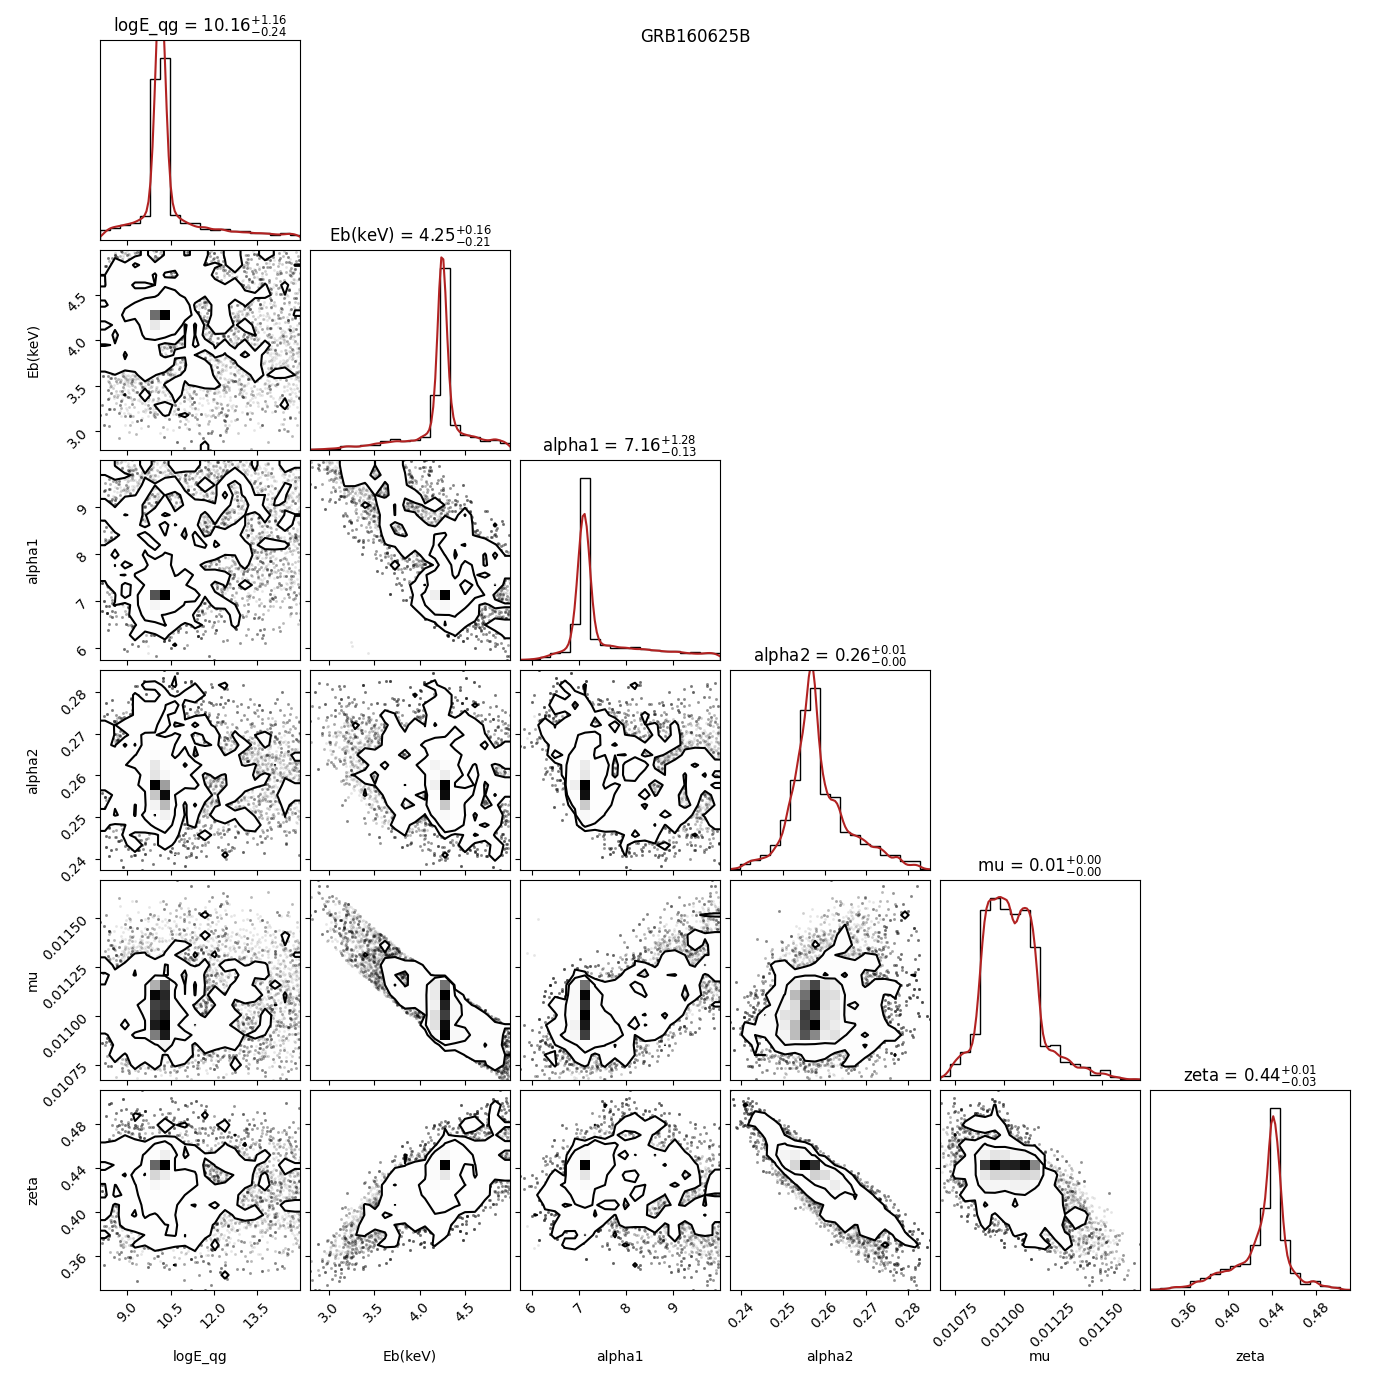 logE_qg = 10.16+1.16 −0.24
GRB160625B
Eb(keV) = 4.25+0.16 −0.21
4.5
4.0
3.5
3.0
Eb(keV)
alpha1 = 7.16+1.28 −0.13
9
8
7
6
alpha1
alpha2 = 0.26+0.01 −0.00
0.28
0.27
0.26
0.25
0.24
alpha2
mu = 0.01+0.00 −0.00
0.01150
0.01125
0.01100
0.01075
mu
zeta = 0.44+0.01 −0.03
0.48
0.44
0.40
0.36
zeta
9.0 10.5 12.0 13.5 3.0 3.5 4.0 4.5 6 7 8 9 0.24 0.25 0.26 0.27 0.28 0.01075 0.01100 0.01125 0.01150 0.36 0.40 0.44 0.48
logE_qg Eb(keV) alpha1 alpha2 mu zeta